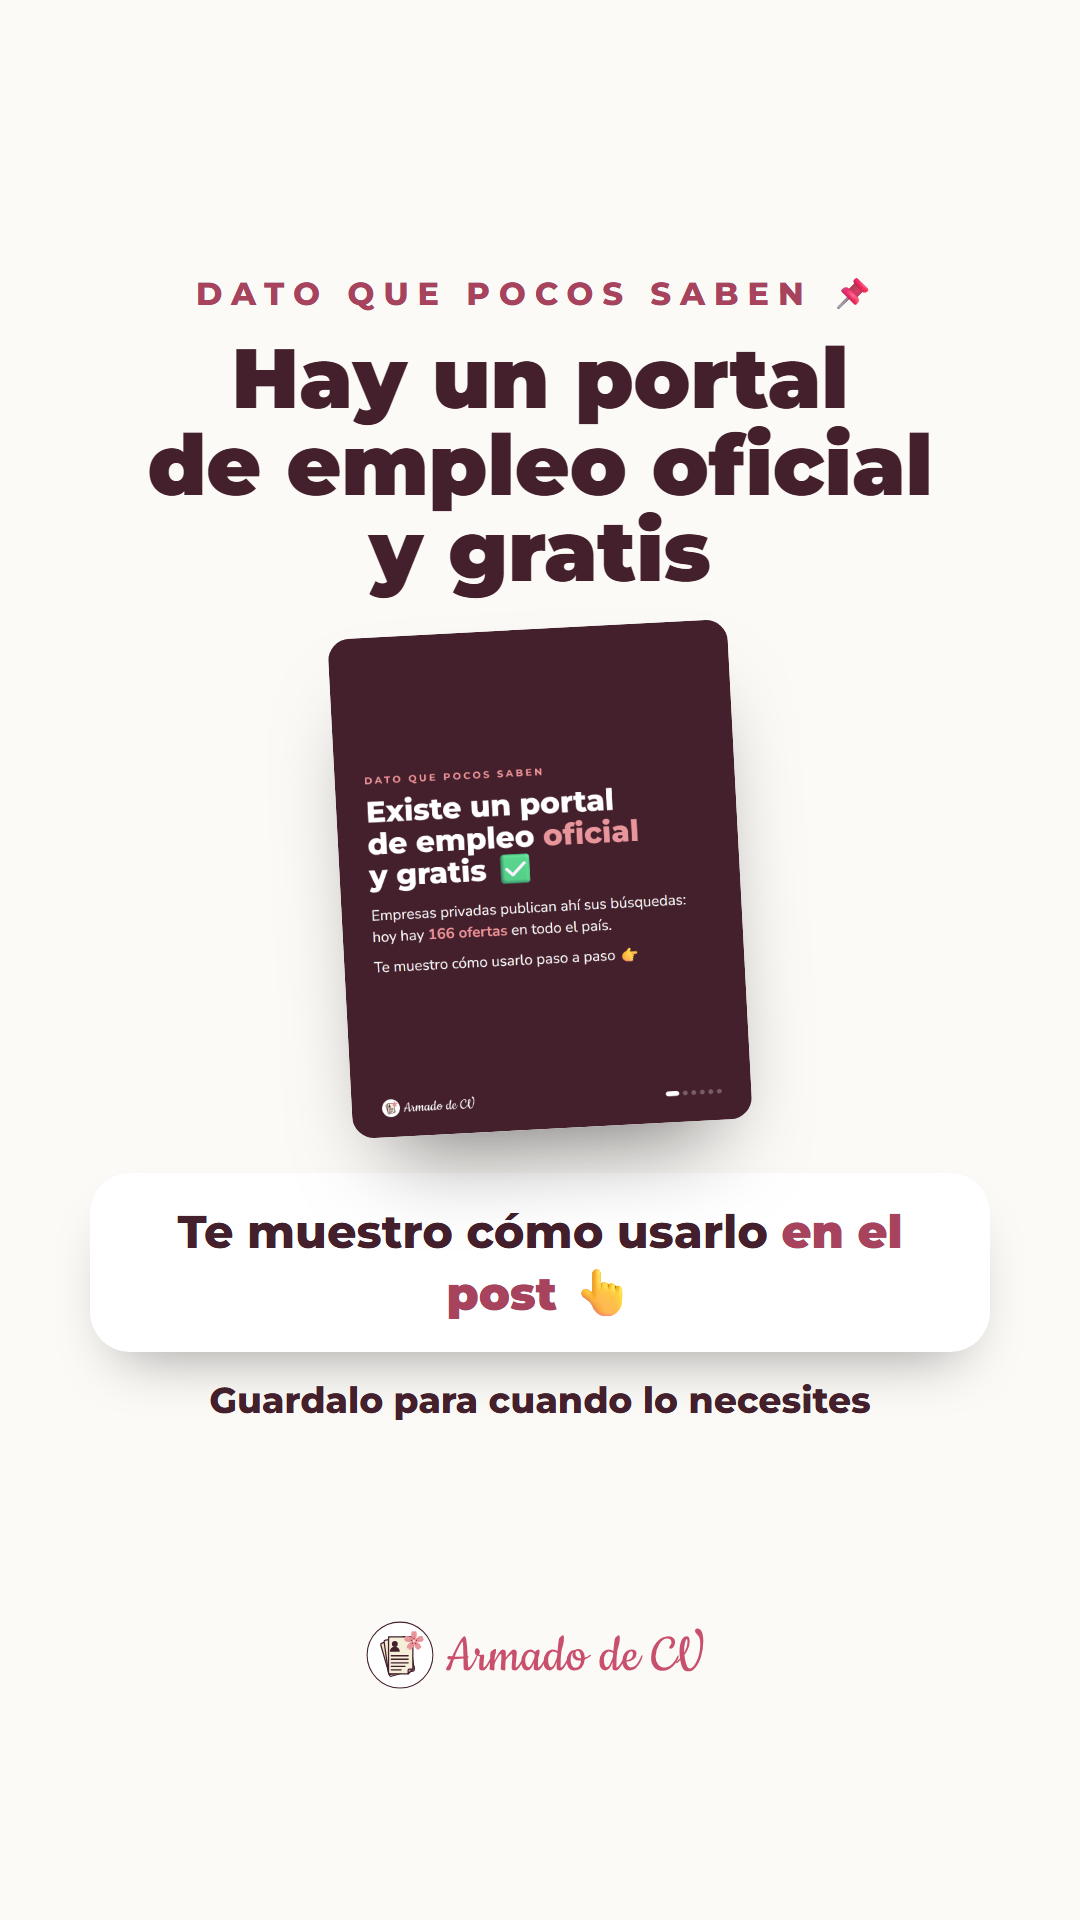 DATO QUE POCOS SABEN 📌
Hay un portal
de empleo oficial
y gratis
DATO QUE POCOS SABEN
Existe un portal
de empleo oficial
y gratis ✅
Empresas privadas publican ahí sus búsquedas:
hoy hay 166 ofertas en todo el país.
Te muestro cómo usarlo paso a paso 👉
Armado de CV
Te muestro cómo usarlo en el
post 👆
Guardalo para cuando lo necesites
Armado de CV